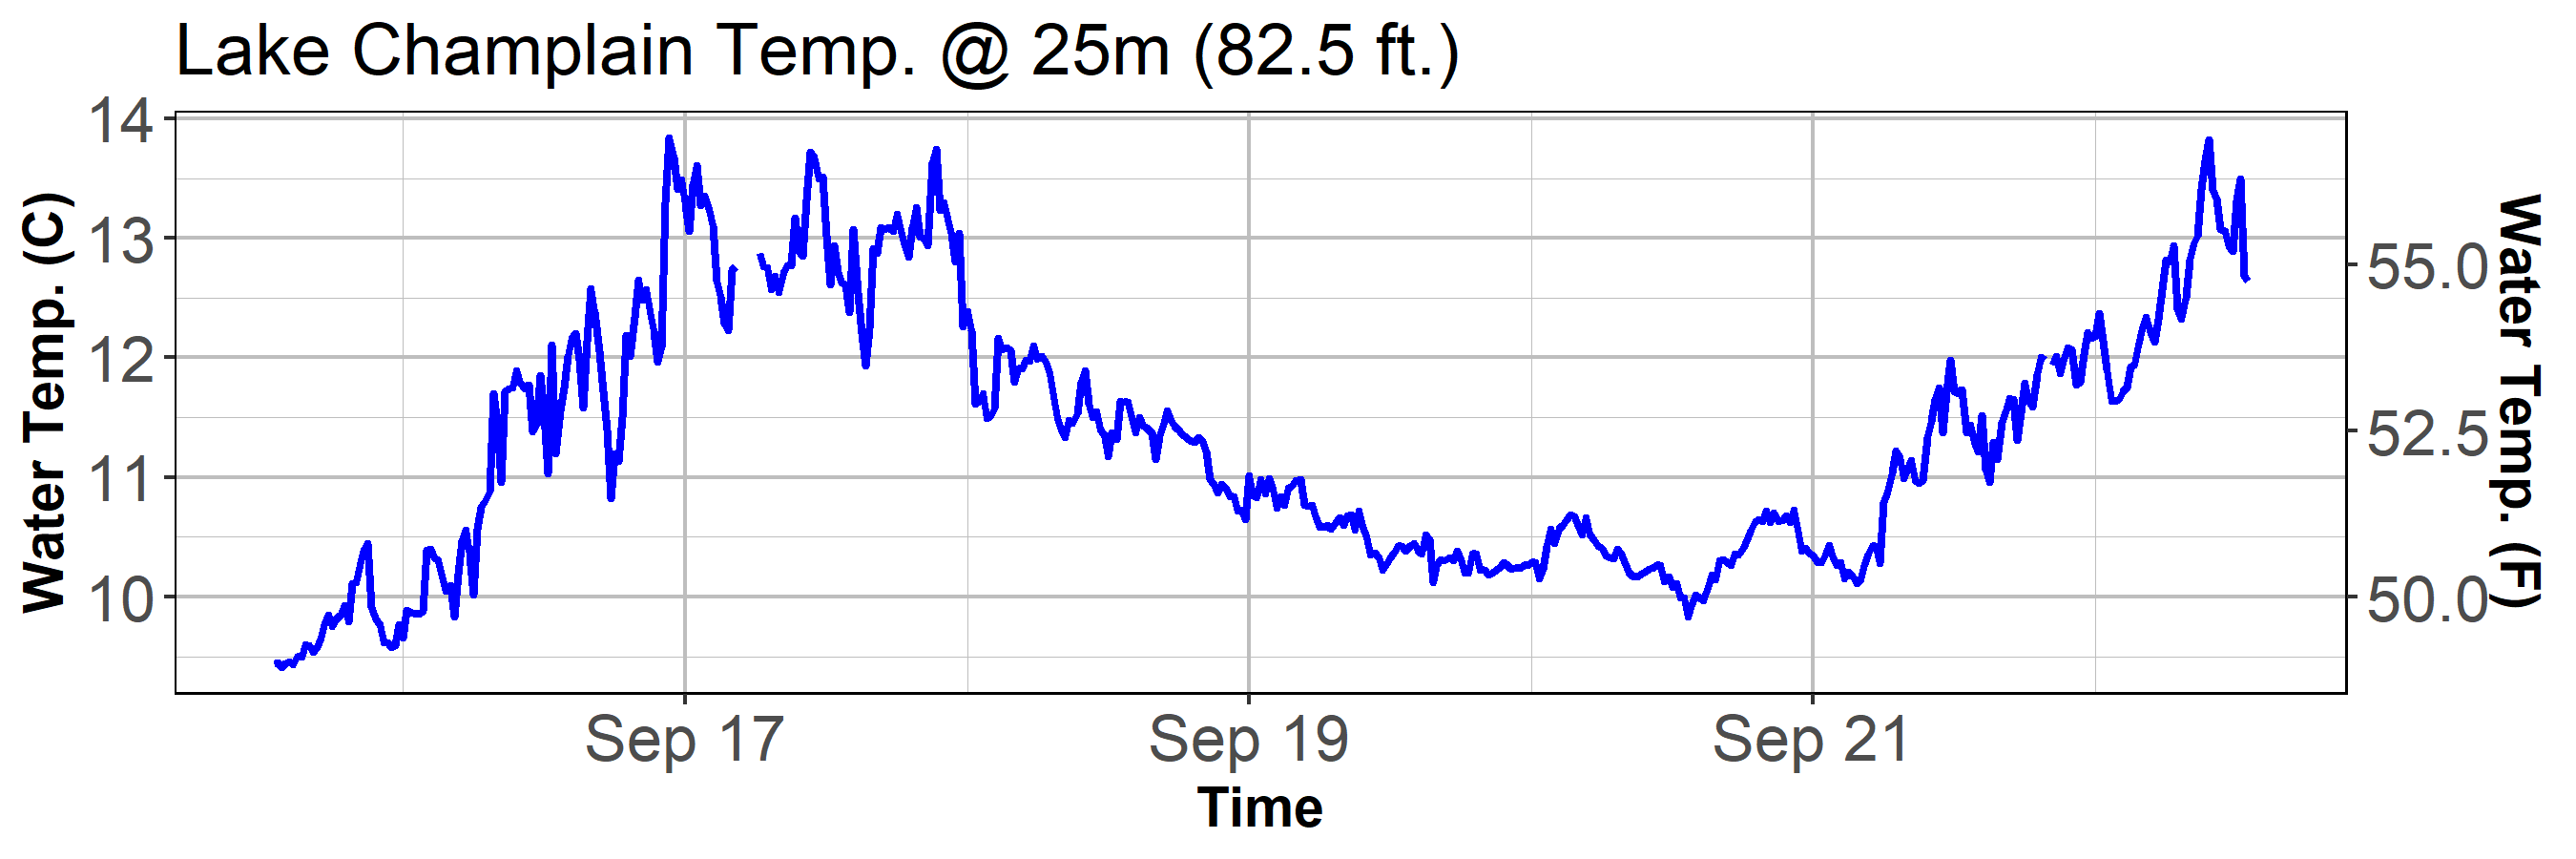 Lake Champlain Temp. @ 25m (82.5 ft.)
Water Temp. (C)
14
13
12
11
10
55.0
52.5
50.0
Water Temp. (F)
Sep 17
Sep 19
Sep 21
Time